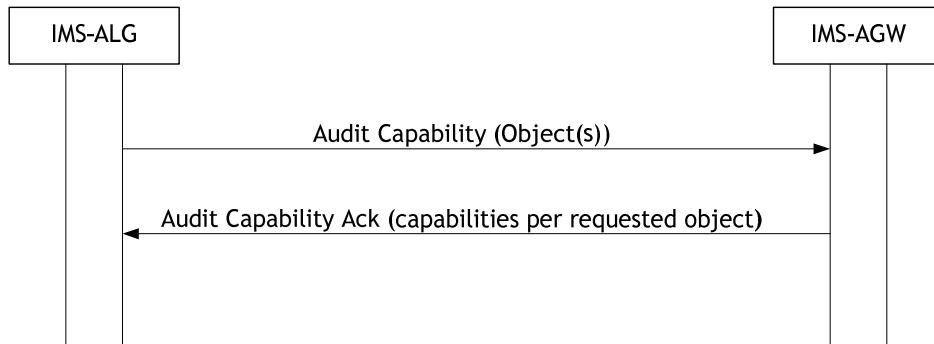 IMS-ALG
IMS-AGW
Audit Capability (Object(s))
Audit Capability Ack (capabilities per requested object)